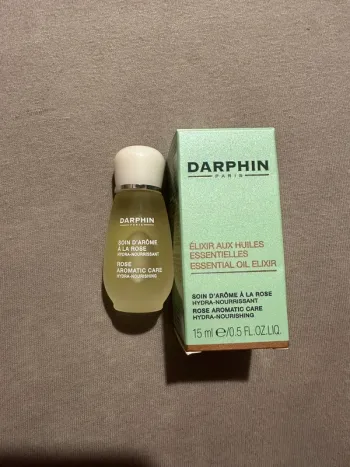 DARPHIN
PARIS
SOIN D'ARÔME
À LA ROSE
HYDRA-NOURRISSANT
ROSE
AROMATIC CARE
HYDRA-NOURISHING
DARPHIN
PARIS
ÉLIXIR AUX HUILES
ESSENTIELLES
ESSENTIAL OIL ELIXIR
SOIN D'ARÔME À LA ROSE
HYDRA-NOURRISSANT
ROSE AROMATIC CARE
HYDRA-NOURISHING
15 ml ℮/0.5 FL.OZ.LIQ.